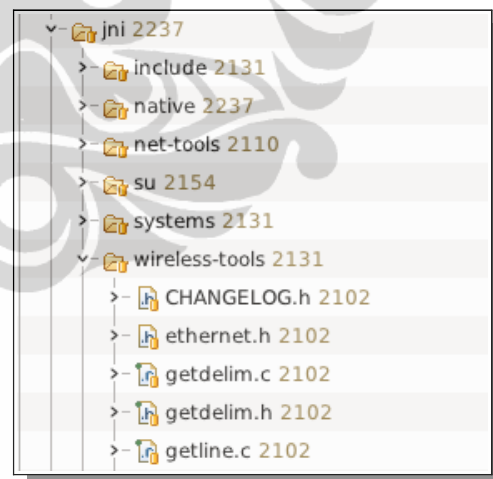 jni 2237
include 2131
native 2237
net-tools 2110
su 2154
systems 2131
wireless-tools 2131
CHANGELOG.h 2102
ethernet.h 2102
getdelim.c 2102
getdelim.h 2102
getline.c 2102